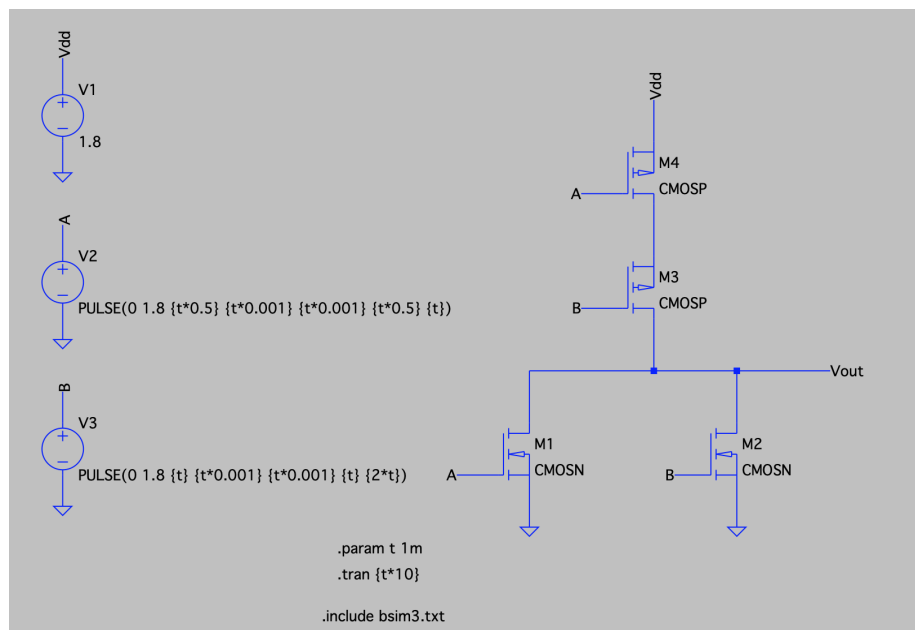 Vdd
V1
1.8
A
V2
PULSE(0 1.8 {t*0.5} {t*0.001} {t*0.001} {t*0.5} {t})
B
V3
PULSE(0 1.8 {t} {t*0.001} {t*0.001} {t} {2*t})
Vdd
M4
A
CMOSP
M3
B
CMOSP
Vout
M1
A
CMOSN
M2
B
CMOSN
.param t 1m
.tran {t*10}
.include bsim3.txt